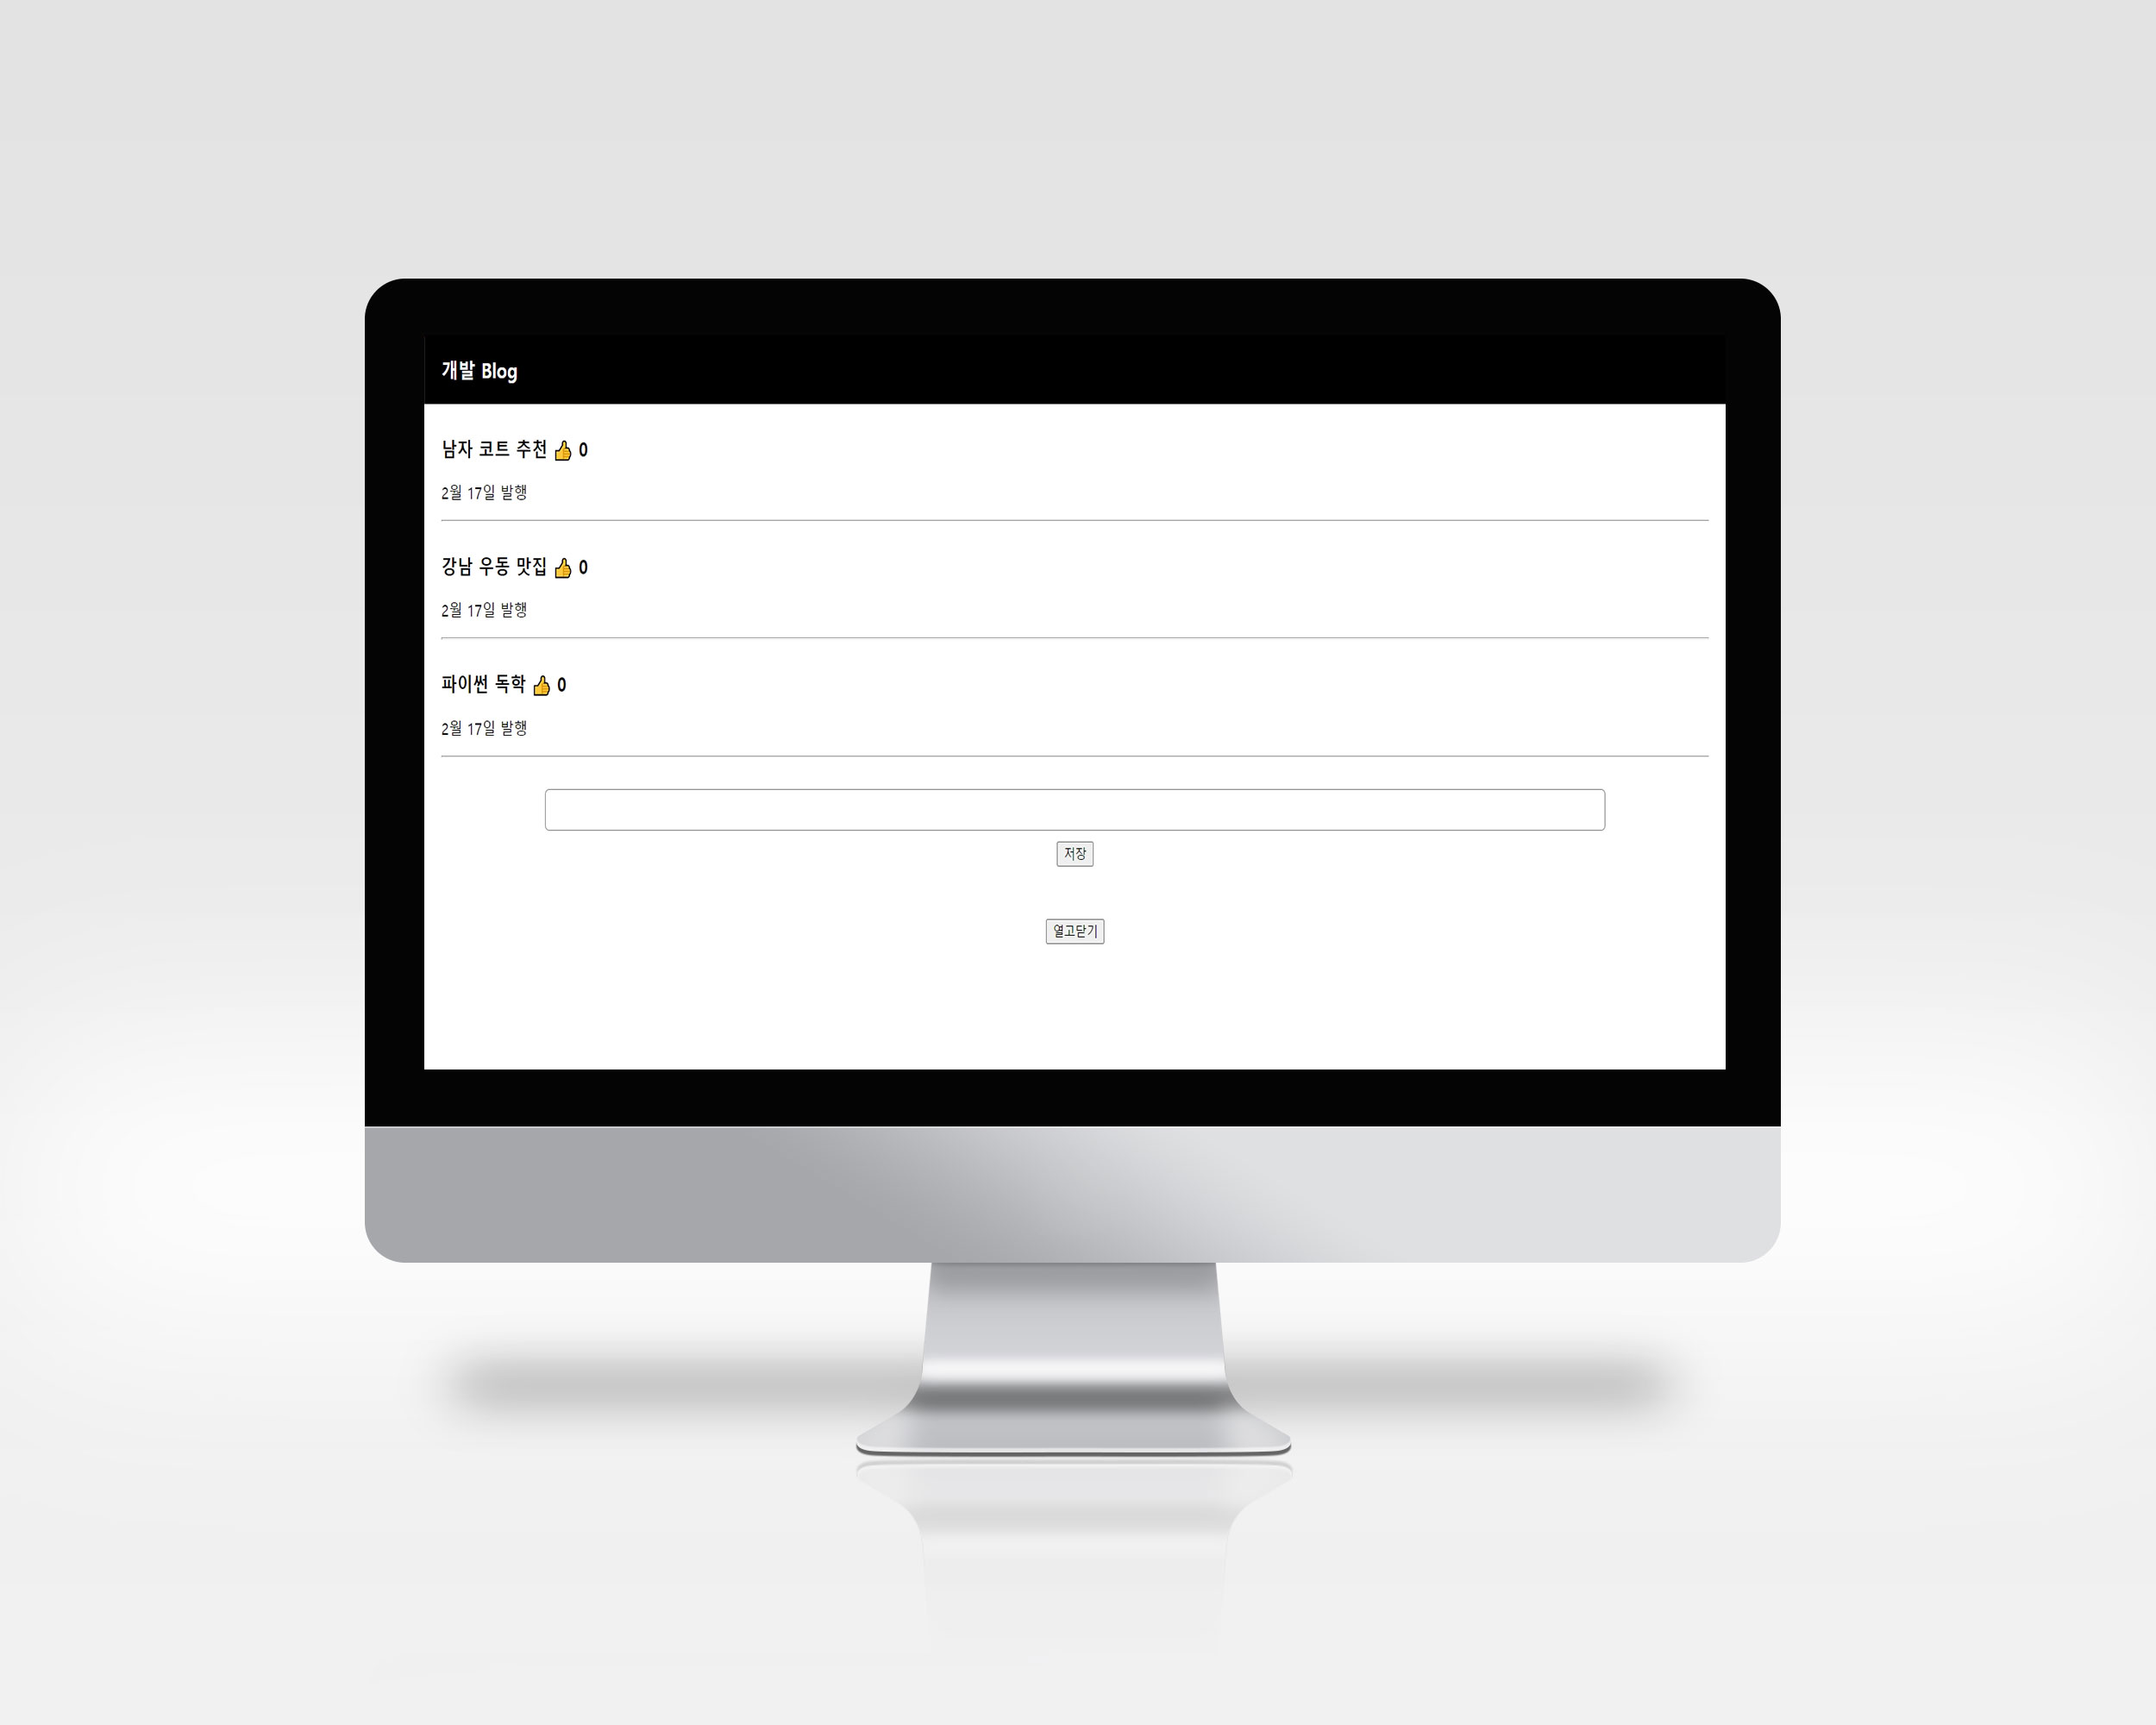 개발 Blog
남자 코트 추천 👍 0
2월 17일 발행
강남 우동 맛집 👍 0
2월 17일 발행
파이썬 독학 👍 0
2월 17일 발행
저장
열고닫기